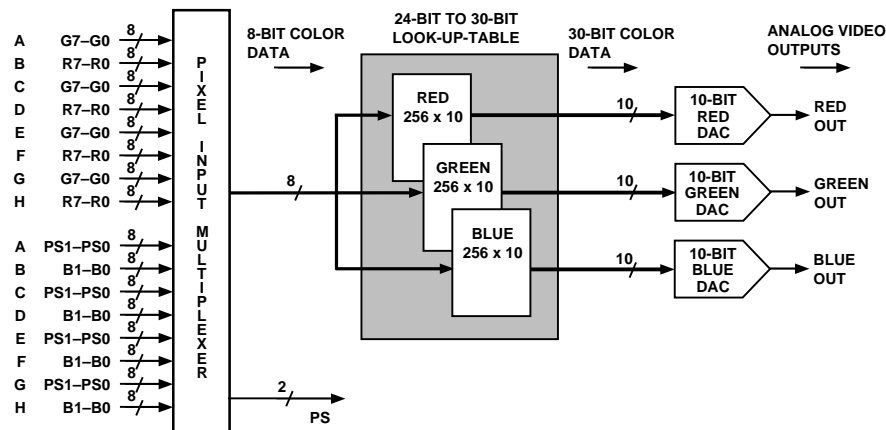 24-BIT TO 30-BIT
LOOK-UP-TABLE
8-BIT COLOR
DATA
30-BIT COLOR
DATA
ANALOG VIDEO
OUTPUTS
A G7–G0 8
B R7–R0 8
C G7–G0 8
D R7–R0 8
E G7–G0 8
F R7–R0 8
G G7–G0 8
H R7–R0 8
A PS1–PS0 8
B B1–B0 8
C PS1–PS0 8
D B1–B0 8
E PS1–PS0 8
F B1–B0 8
G PS1–PS0 8
H B1–B0 8
PIXEL INPUT MULTIPLEXER
8
2
PS
RED
256 x 10
GREEN
256 x 10
BLUE
256 x 10
10
10
10
10-BIT
RED
DAC
RED
OUT
10-BIT
GREEN
DAC
GREEN
OUT
10-BIT
BLUE
DAC
BLUE
OUT